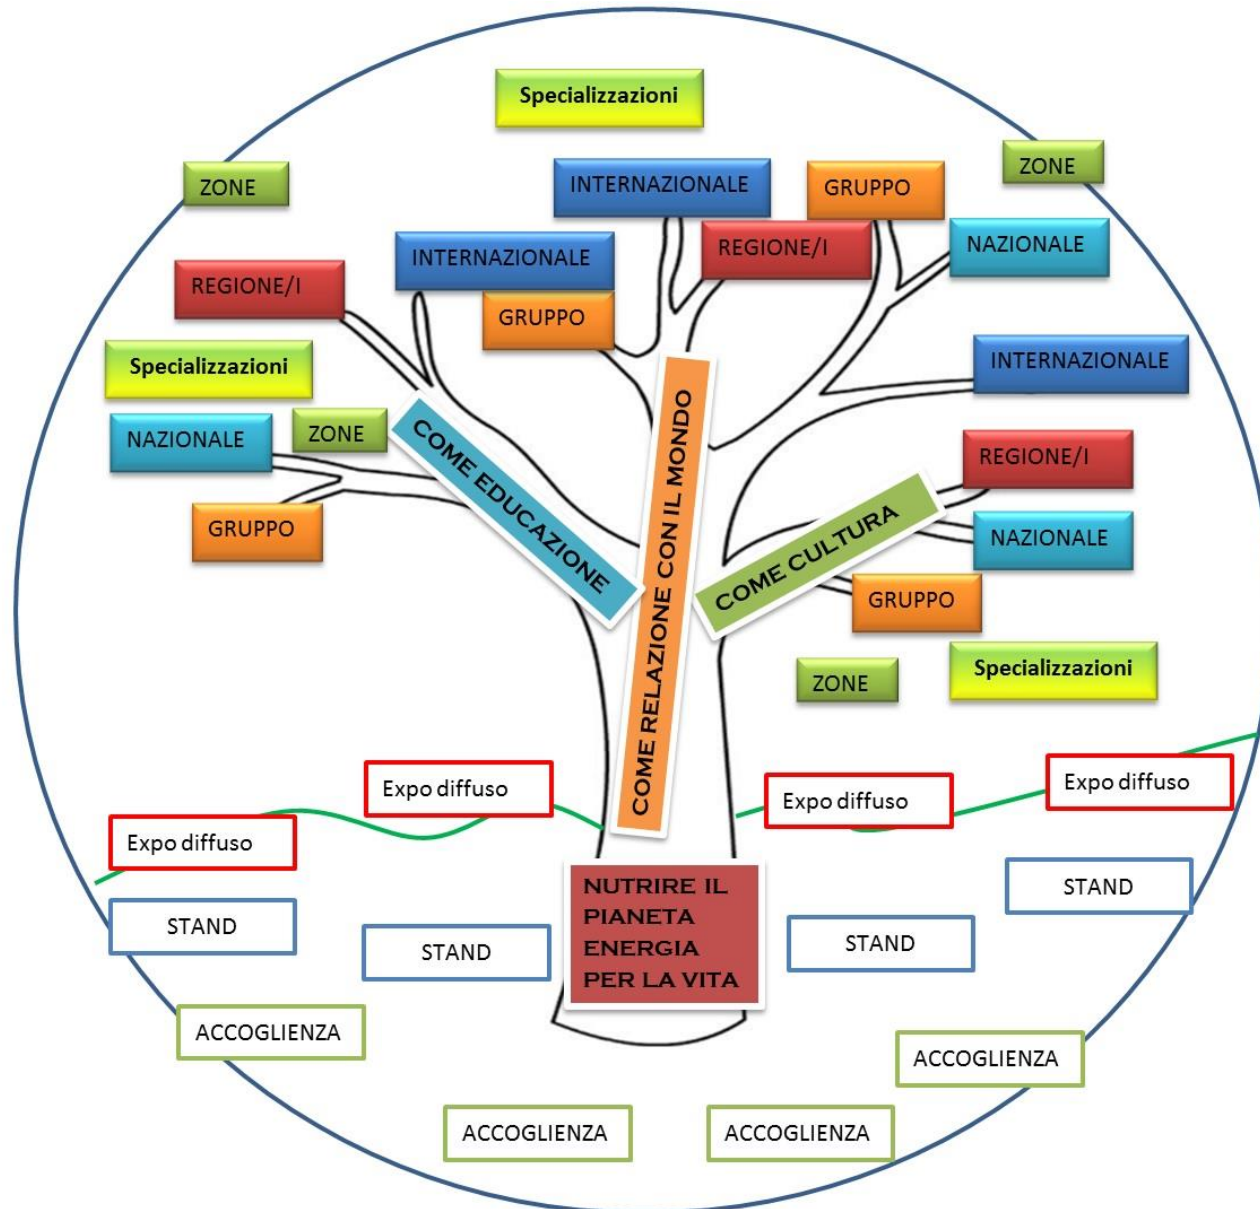 Specializzazioni
ZONE
INTERNAZIONALE
GRUPPO
ZONE
REGIONE/I
INTERNAZIONALE
REGIONE/I
NAZIONALE
GRUPPO
Specializzazioni
INTERNAZIONALE
NAZIONALE
ZONE
REGIONE/I
GRUPPO
NAZIONALE
GRUPPO
COME EDUCAZIONE
COME RELAZIONE CON IL MONDO
COME CULTURA
ZONE
Specializzazioni
Expo diffuso
Expo diffuso
Expo diffuso
Expo diffuso
NUTRIRE IL
PIANETA
ENERGIA
PER LA VITA
STAND
STAND
STAND
STAND
ACCOGLIENZA
ACCOGLIENZA
ACCOGLIENZA
ACCOGLIENZA